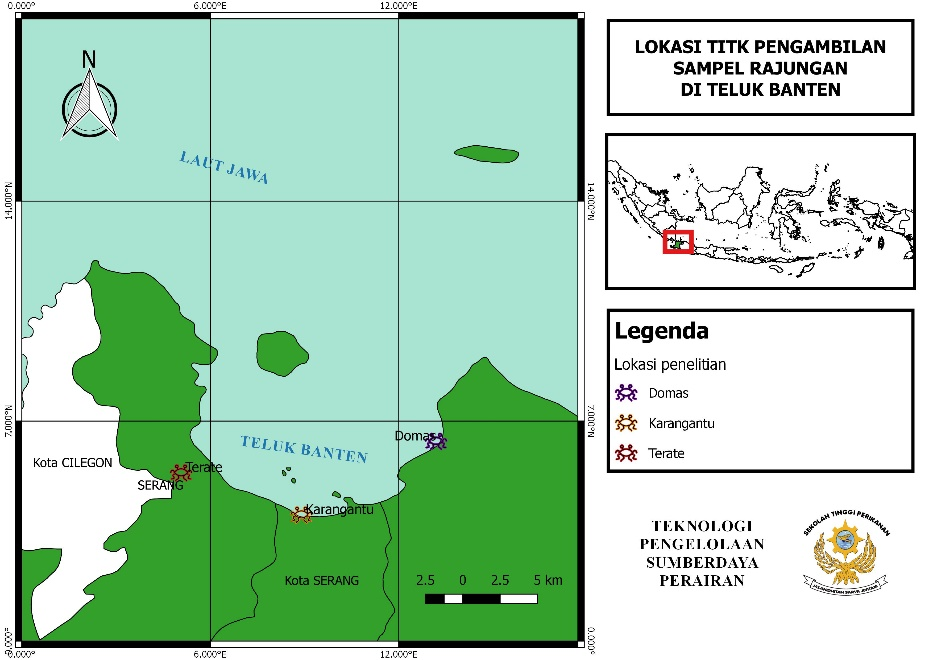 0.000° 6.000°E 12.000°E
N
LAUT JAWA
14.000°N 14.000°N
7.000°N 7.000°N
TELUK BANTEN
Domas
Kota CILEGON
Terate
SERANG
Karangantu
Kota SERANG
2.5 0 2.5 5 km
0.000° 0.000°
0.000° 6.000°E 12.000°E
LOKASI TITK PENGAMBILAN
SAMPEL RAJUNGAN
DI TELUK BANTEN
Legenda
Lokasi penelitian
Domas
Karangantu
Terate
TEKNOLOGI
PENGELOLAAN
SUMBERDAYA
PERAIRAN
SEKOLAH TINGGI PERIKANAN